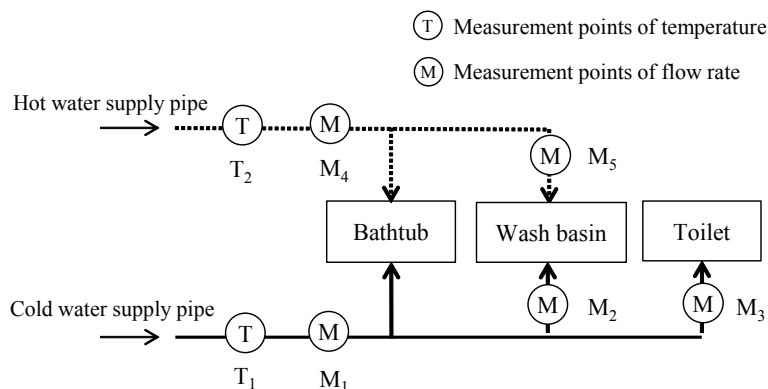 T Measurement points of temperature
M Measurement points of flow rate
Hot water supply pipe
T M
T2 M4
M M5
Bathtub Wash basin Toilet
Cold water supply pipe
M M2 M M3
T M
T1 M1